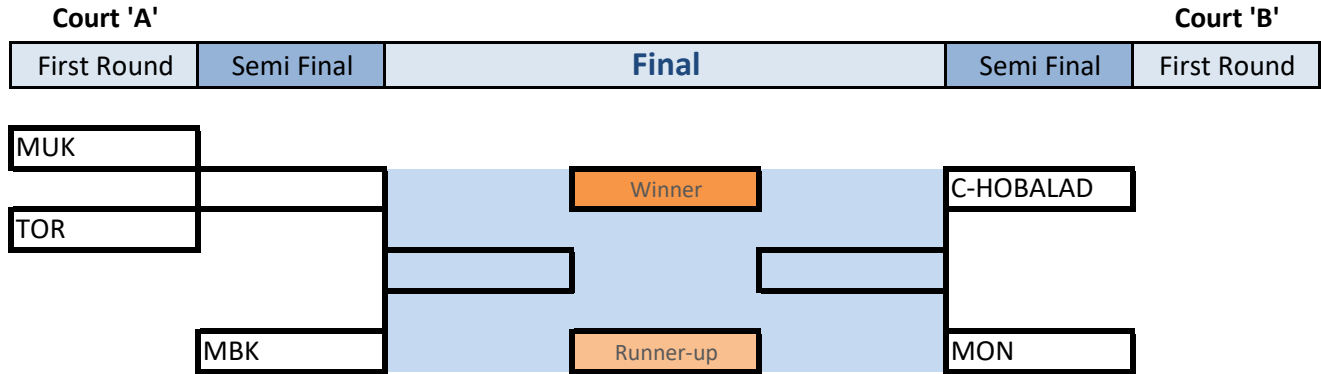 Court 'A' Court 'B'
First Round Semi Final Final Semi Final First Round
MUK
Winner C-HOBALAD
TOR
MBK Runner-up MON